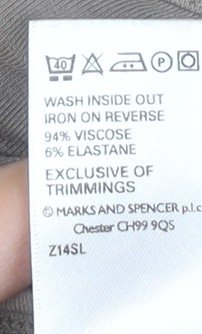 40 P
WASH INSIDE OUT
IRON ON REVERSE
94% VISCOSE
6% ELASTANE
EXCLUSIVE OF
TRIMMINGS
© MARKS AND SPENCER p.l.c
Chester CH99 9QS
Z14SL